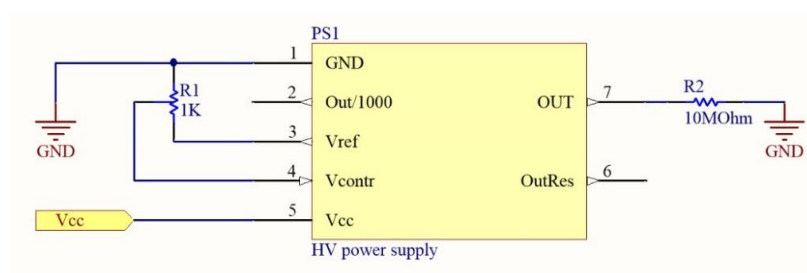 PS1
1
GND
R1
1K
2
Out/1000
OUT
7
R2
10MOhm
GND
3
Vref
GND
4
Vcontr
OutRes
6
Vcc
5
Vcc
HV power supply